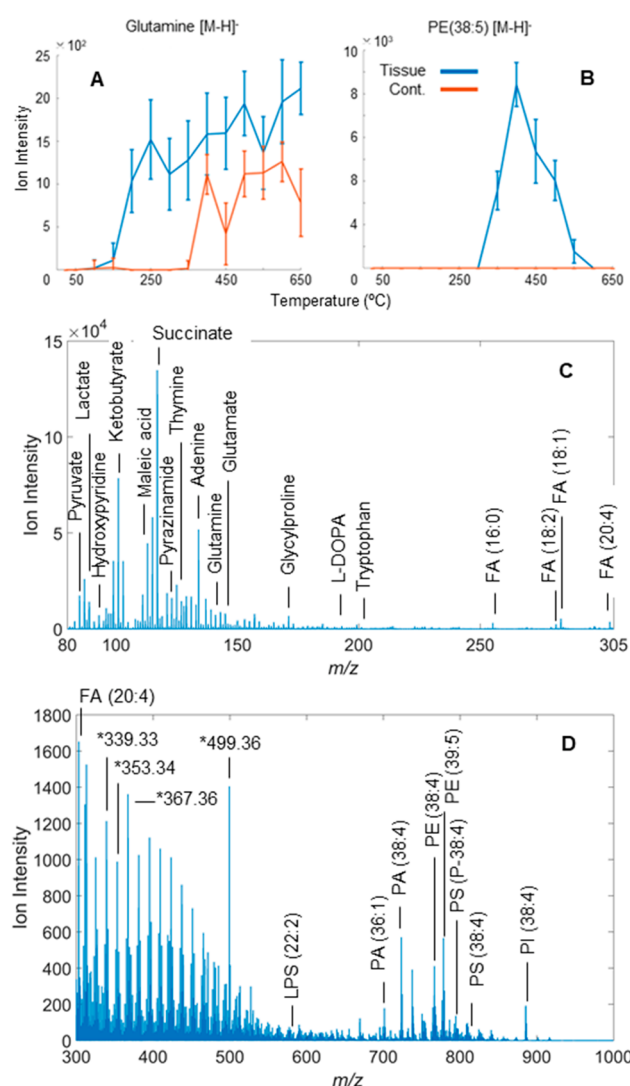 Glutamine [M-H]-
PE(38:5) [M-H]-
× 10²
25
20
15
10
5
0
Ion Intensity
A
50
250
450
650
× 10³
10
8
6
8
4
2
0
Tissue
Cont.
B
50
250
450
650
Temperature (ºC)
C
15
×10⁴
10
5
0
Ion Intensity
Pyruvate
Lactate
Hydroxypyridine
Ketobutyrate
Maleic acid
Succinate
Pyrazinamide
Thymine
Adenine
Glutamine
Glutamate
Glycylproline
L-DOPA
Tryptophan
FA (16:0)
FA (18:2)
FA (18:1)
FA (20:4)
80
100
150
200
250
305
m/z
D
1800
1600
1400
1200
1000
800
600
400
200
0
Ion Intensity
FA (20:4)
*339.33
*353.34
*367.36
*499.36
LPS (22:2)
PA (36:1)
PA (38:4)
PE (38:4)
PE (39:5)
PS (P-38:4)
PS (38:4)
PI (38:4)
300
400
500
600
700
800
900
1000
m/z